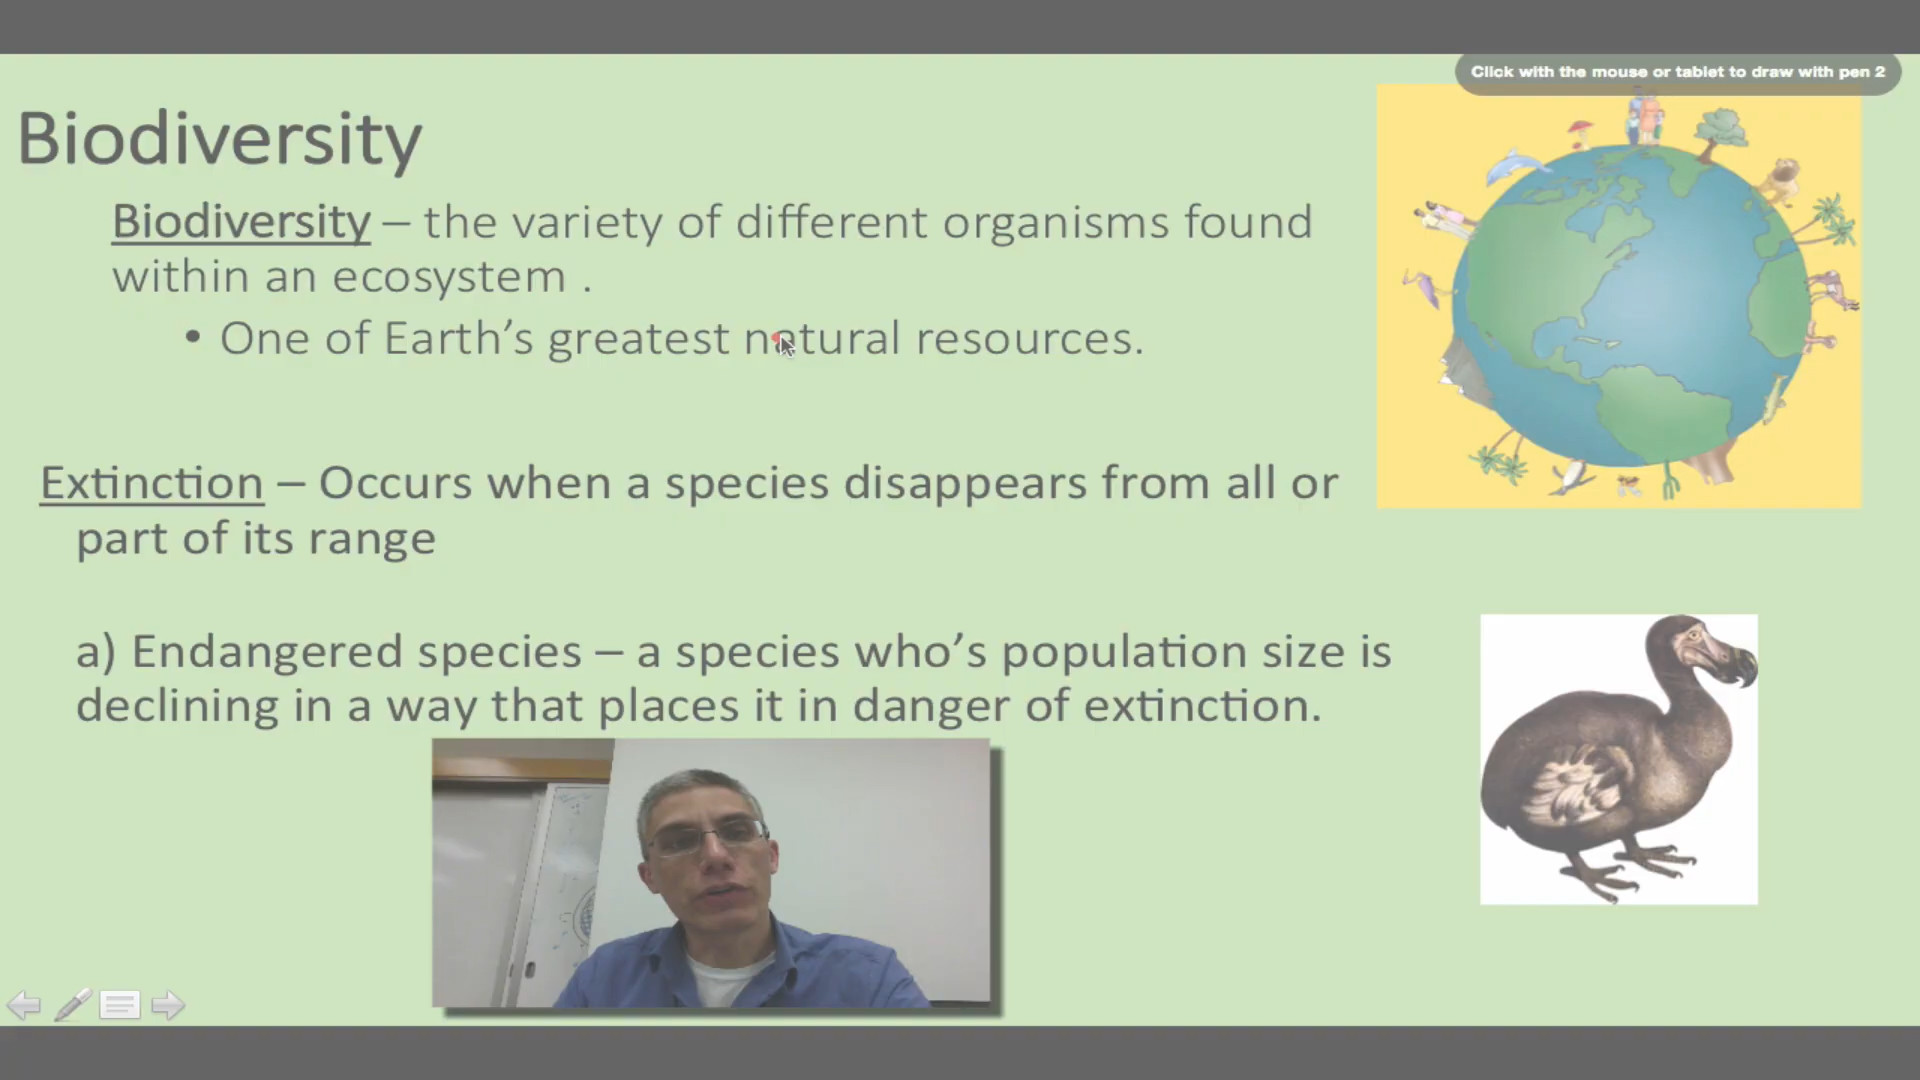 Click with the mouse or tablet to draw with pen 2
Biodiversity
Biodiversity – the variety of different organisms found
within an ecosystem .
• One of Earth’s greatest natural resources.
Extinction – Occurs when a species disappears from all or
part of its range
a) Endangered species – a species who’s population size is
declining in a way that places it in danger of extinction.